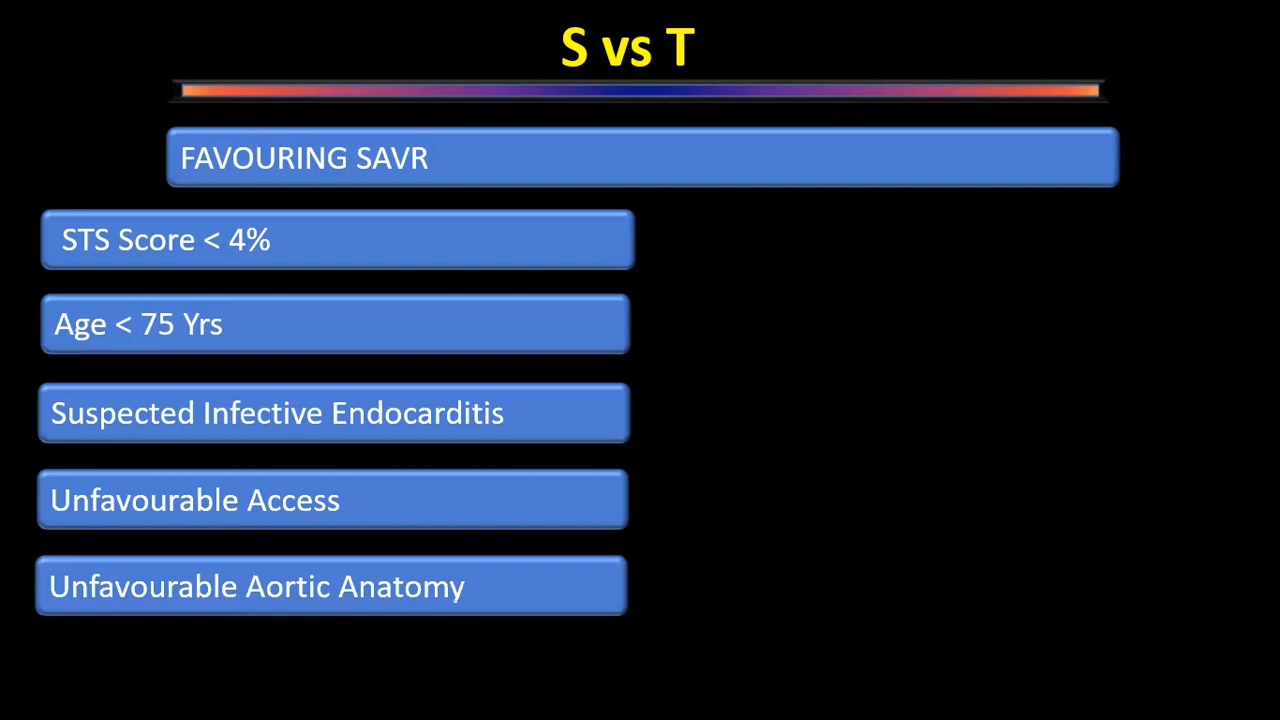 S vs T
FAVOURING SAVR
STS Score < 4%
Age < 75 Yrs
Suspected Infective Endocarditis
Unfavourable Access
Unfavourable Aortic Anatomy